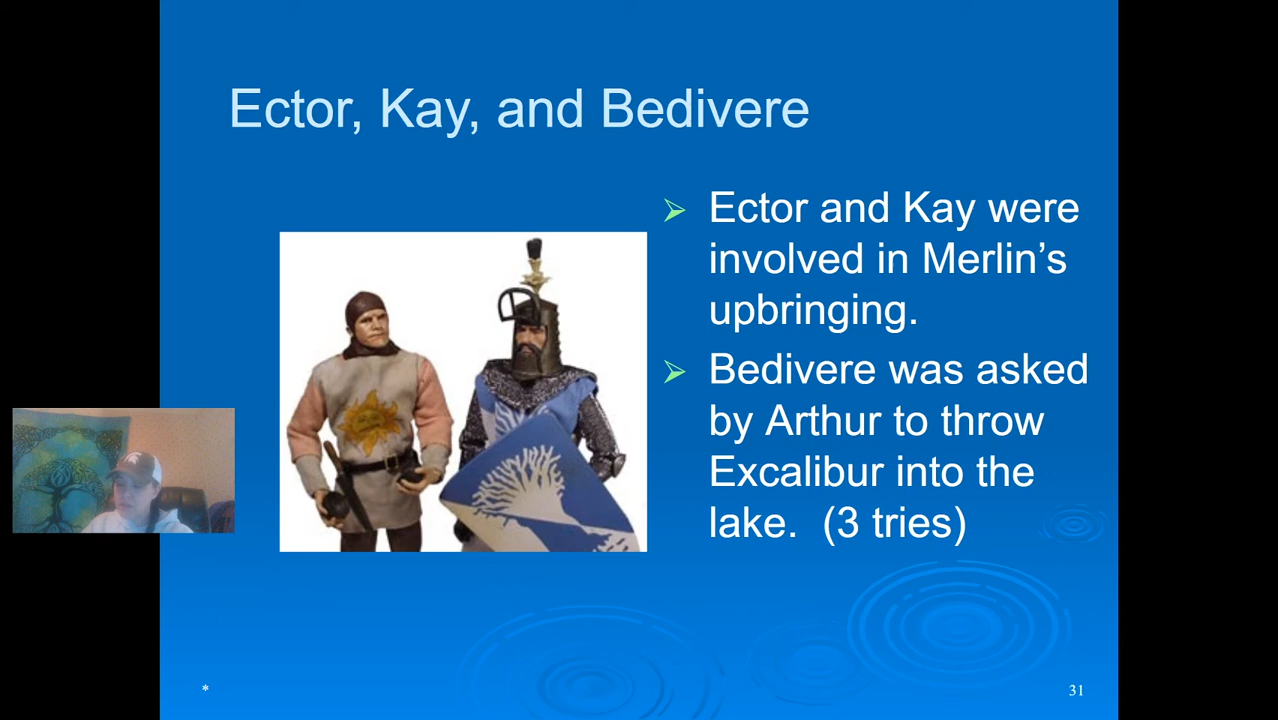 Ector, Kay, and Bedivere
Ector and Kay were
involved in Merlin’s
upbringing.
Bedivere was asked
by Arthur to throw
Excalibur into the
lake.  (3 tries)
*
31